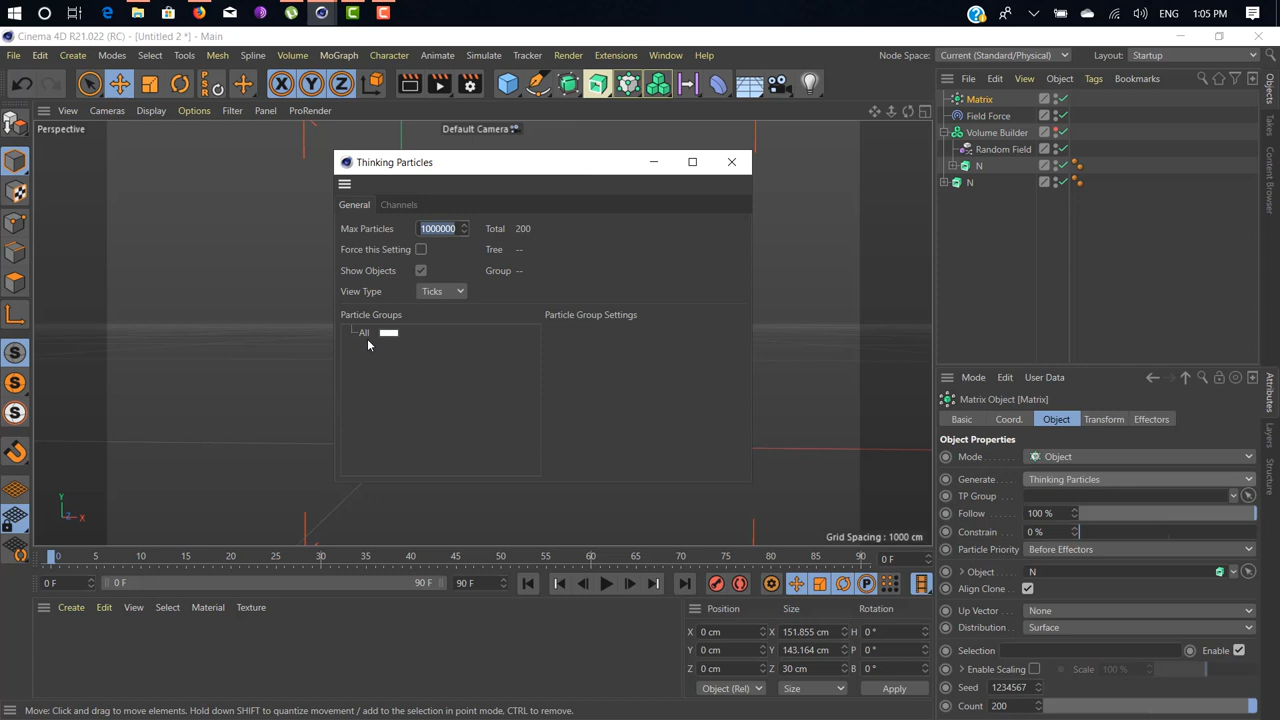 ENG 1:05 PM
Cinema 4D R21.022 (RC) - [Untitled 2 *] - Main
File Edit Create Modes Select Tools Mesh Spline Volume MoGraph Character Animate Simulate Tracker Render Extensions Window Help Node Space: Current (Standard/Physical) Layout: Startup
View Cameras Display Options Filter Panel ProRender
Perspective Default Camera
Thinking Particles
General Channels
Max Particles 1000000 Total 200
Force this Setting Tree --
Show Objects Group --
View Type Ticks
Particle Groups Particle Group Settings
All
Y
Z X
Grid Spacing : 1000 cm
File Edit View Object Tags Bookmarks
Matrix
Field Force
Volume Builder
Random Field
N
N
Objects
Takes
Content Browser
Attributes
Layers
Structure
Mode Edit User Data
Matrix Object [Matrix]
Basic Coord. Object Transform Effectors
Object Properties
Mode Object
Generate Thinking Particles
TP Group
Follow 100 %
Constrain 0 %
Particle Priority Before Effectors
Object N
Align Clone
Up Vector None
Distribution Surface
Selection Enable
Enable Scaling Scale 100 %
Seed 1234567
Count 200
0 5 10 15 20 25 30 35 40 45 50 55 60 65 70 75 80 85 90 0 F
0 F 0 F 90 F 90 F
Create Edit View Select Material Texture
Position Size Rotation
X 0 cm X 151.855 cm H 0 °
Y 0 cm Y 143.164 cm P 0 °
Z 0 cm Z 30 cm B 0 °
Object (Rel) Size Apply
Move: Click and drag to move elements. Hold down SHIFT to quantize movement / add to the selection in point mode, CTRL to remove.